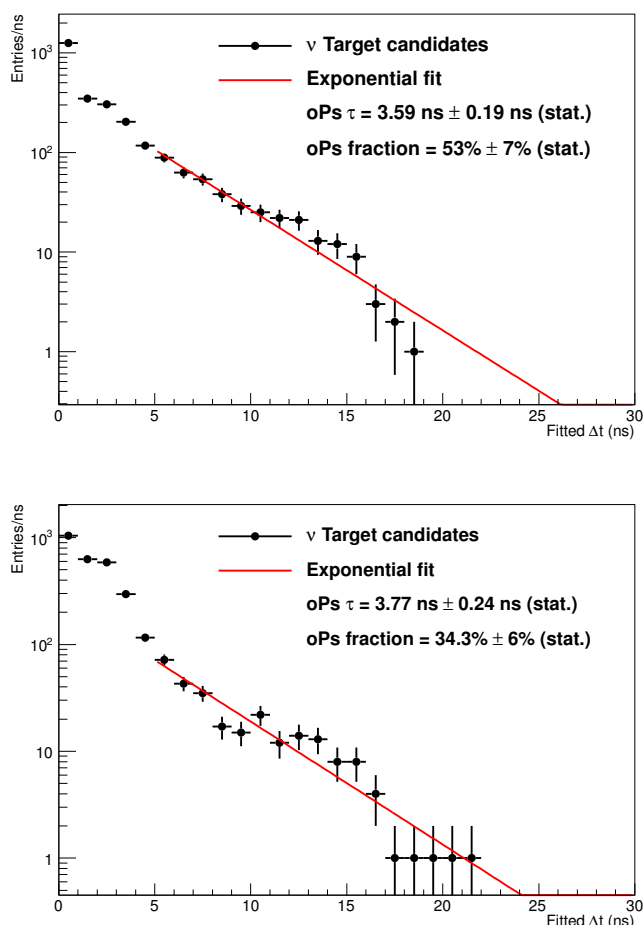 Entries/ns
10³
10²
10
1
ν Target candidates
Exponential fit
oPs τ = 3.59 ns ± 0.19 ns (stat.)
oPs fraction = 53% ± 7% (stat.)
0 5 10 15 20 25 30
Fitted Δt (ns)
Entries/ns
10³
10²
10
1
ν Target candidates
Exponential fit
oPs τ = 3.77 ns ± 0.24 ns (stat.)
oPs fraction = 34.3% ± 6% (stat.)
0 5 10 15 20 25 30
Fitted Δt (ns)